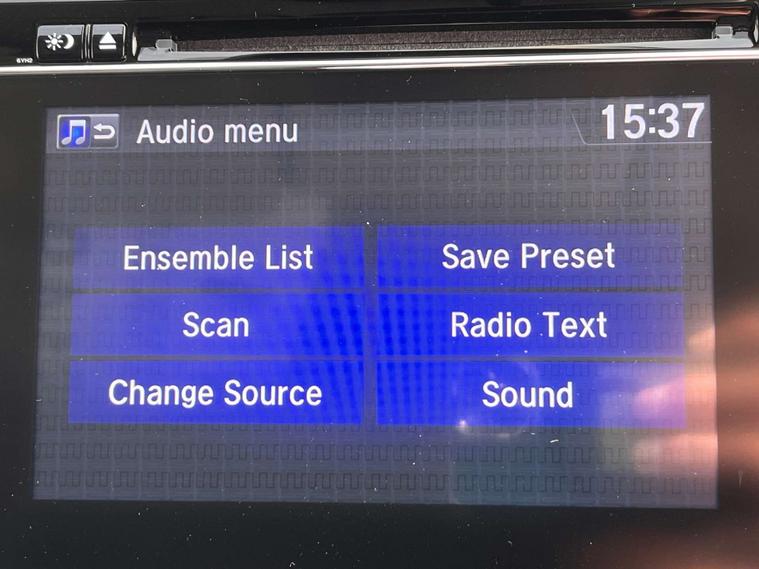 Audio menu
15:37
Ensemble List
Save Preset
Scan
Radio Text
Change Source
Sound